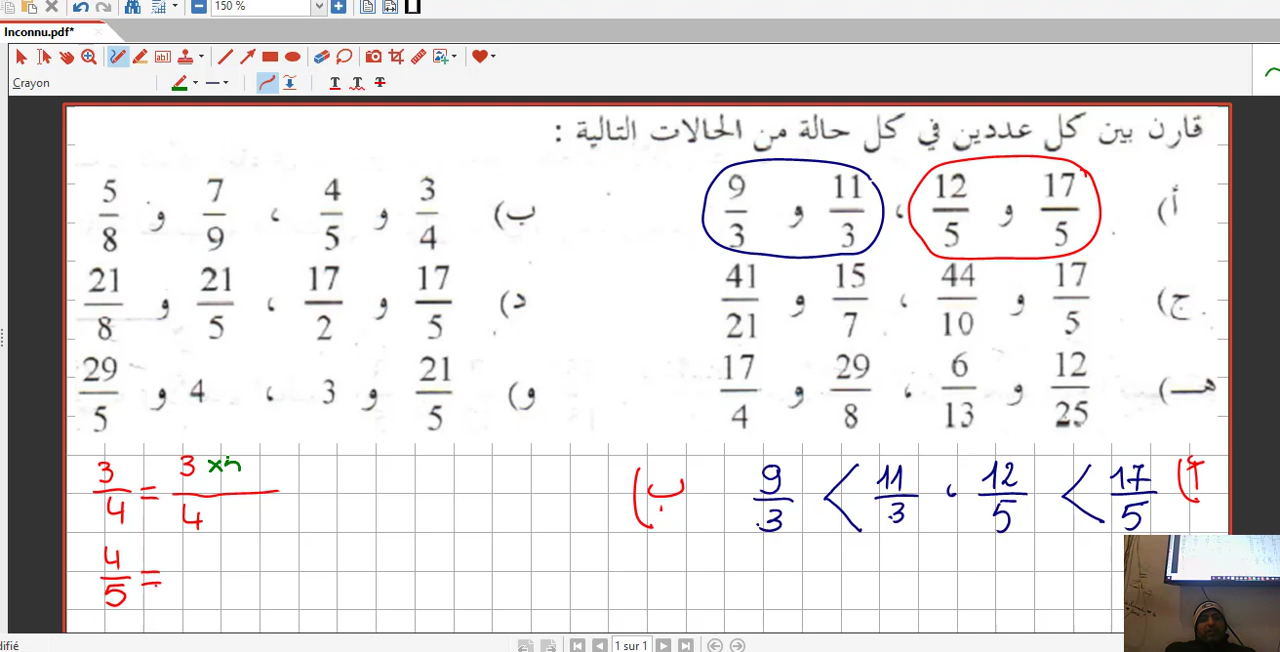 150 %
Inconnu.pdf*
Crayon
قارن بين كل عددين في كل حالة من الحالات التالية :
أ) 17/5 و 12/5 ، 11/3 و 9/3
ب) 3/4 و 4/5 ، 7/9 و 5/8
ج) 17/5 و 44/10 ، 15/7 و 41/21
د) 17/5 و 17/2 ، 21/5 و 21/8
هـ) 12/25 و 6/13 ، 29/8 و 17/4
و) 21/5 و 3 ، 4 و 29/5
أ) 9/3 < 11/3 ، 12/5 < 17/5
ب)
3/4 = 3/4
4/5 =
1 sur 1
difié